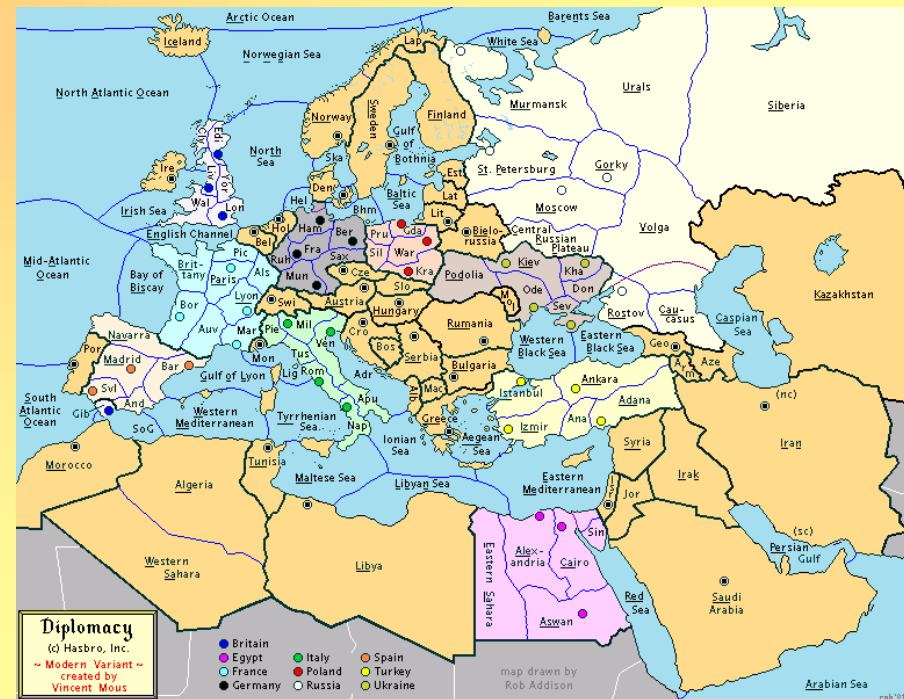 Arctic Ocean
Barents Sea
Iceland
White Sea
Lap
Norwegian Sea
North Atlantic Ocean
Murmansk
Urals
Siberia
Norway
Sweden
Finland
Gulf
of
Bothnia
North
Sea
Ska
Cly
Edi
Liv
Yor
Wal
Lon
Ire
Irish Sea
English Channel
Est
St. Petersburg
Gorky
Den
Baltic
Sea
Lat
Lit
Moscow
Hel
Bhm
Hol
Bel
Ham
Ber
Fra
Sax
Ruh
Mun
Pru
Gda
Sil
War
Kra
Bielo-
russia
Central
Russian
Plateau
Volga
Mid-Atlantic
Ocean
Bay of
Biscay
Brit-
tany
Pic
Paris
Als
Lyon
Bor
Auv
Mar
Cze
Slo
Austria
Swi
Hungary
Podolia
Kiev
Kha
Ode
Don
Sev
Mol
Rostov
Cau-
casus
Caspian
Sea
Kazakhstan
Navarra
Por
Madrid
Bar
Svl
And
Gib
SoG
Gulf of Lyon
Mon
Pie
Mil
Ven
Tus
Lig
Rom
Apu
Nap
Adr
Cro
Bos
Serbia
Rumania
Bulgaria
Mac
Alb
Greece
Western
Black Sea
Eastern
Black Sea
Geo
Arm
Aze
South
Atlantic
Ocean
Western
Mediterranean
Tyrrhenian
Sea
Ionian
Sea
Aegean
Sea
Istanbul
Ankara
Izmir
Ana
Adana
(nc)
Iran
(sc)
Morocco
Algeria
Tunisia
Maltese Sea
Libyan Sea
Eastern
Mediterranean
Syria
Irak
Isr
Jor
Western
Sahara
Libya
Eastern
Sahara
Alex-
andria
Cairo
Sin
Aswan
Red
Sea
Saudi
Arabia
Persian
Gulf
Arabian Sea
Diplomacy
(c) Hasbro, Inc.
~ Modern Variant ~
created by
Vincent Mous
Britain
Egypt
France
Germany
Italy
Poland
Russia
Spain
Turkey
Ukraine
map drawn by
Rob Addison